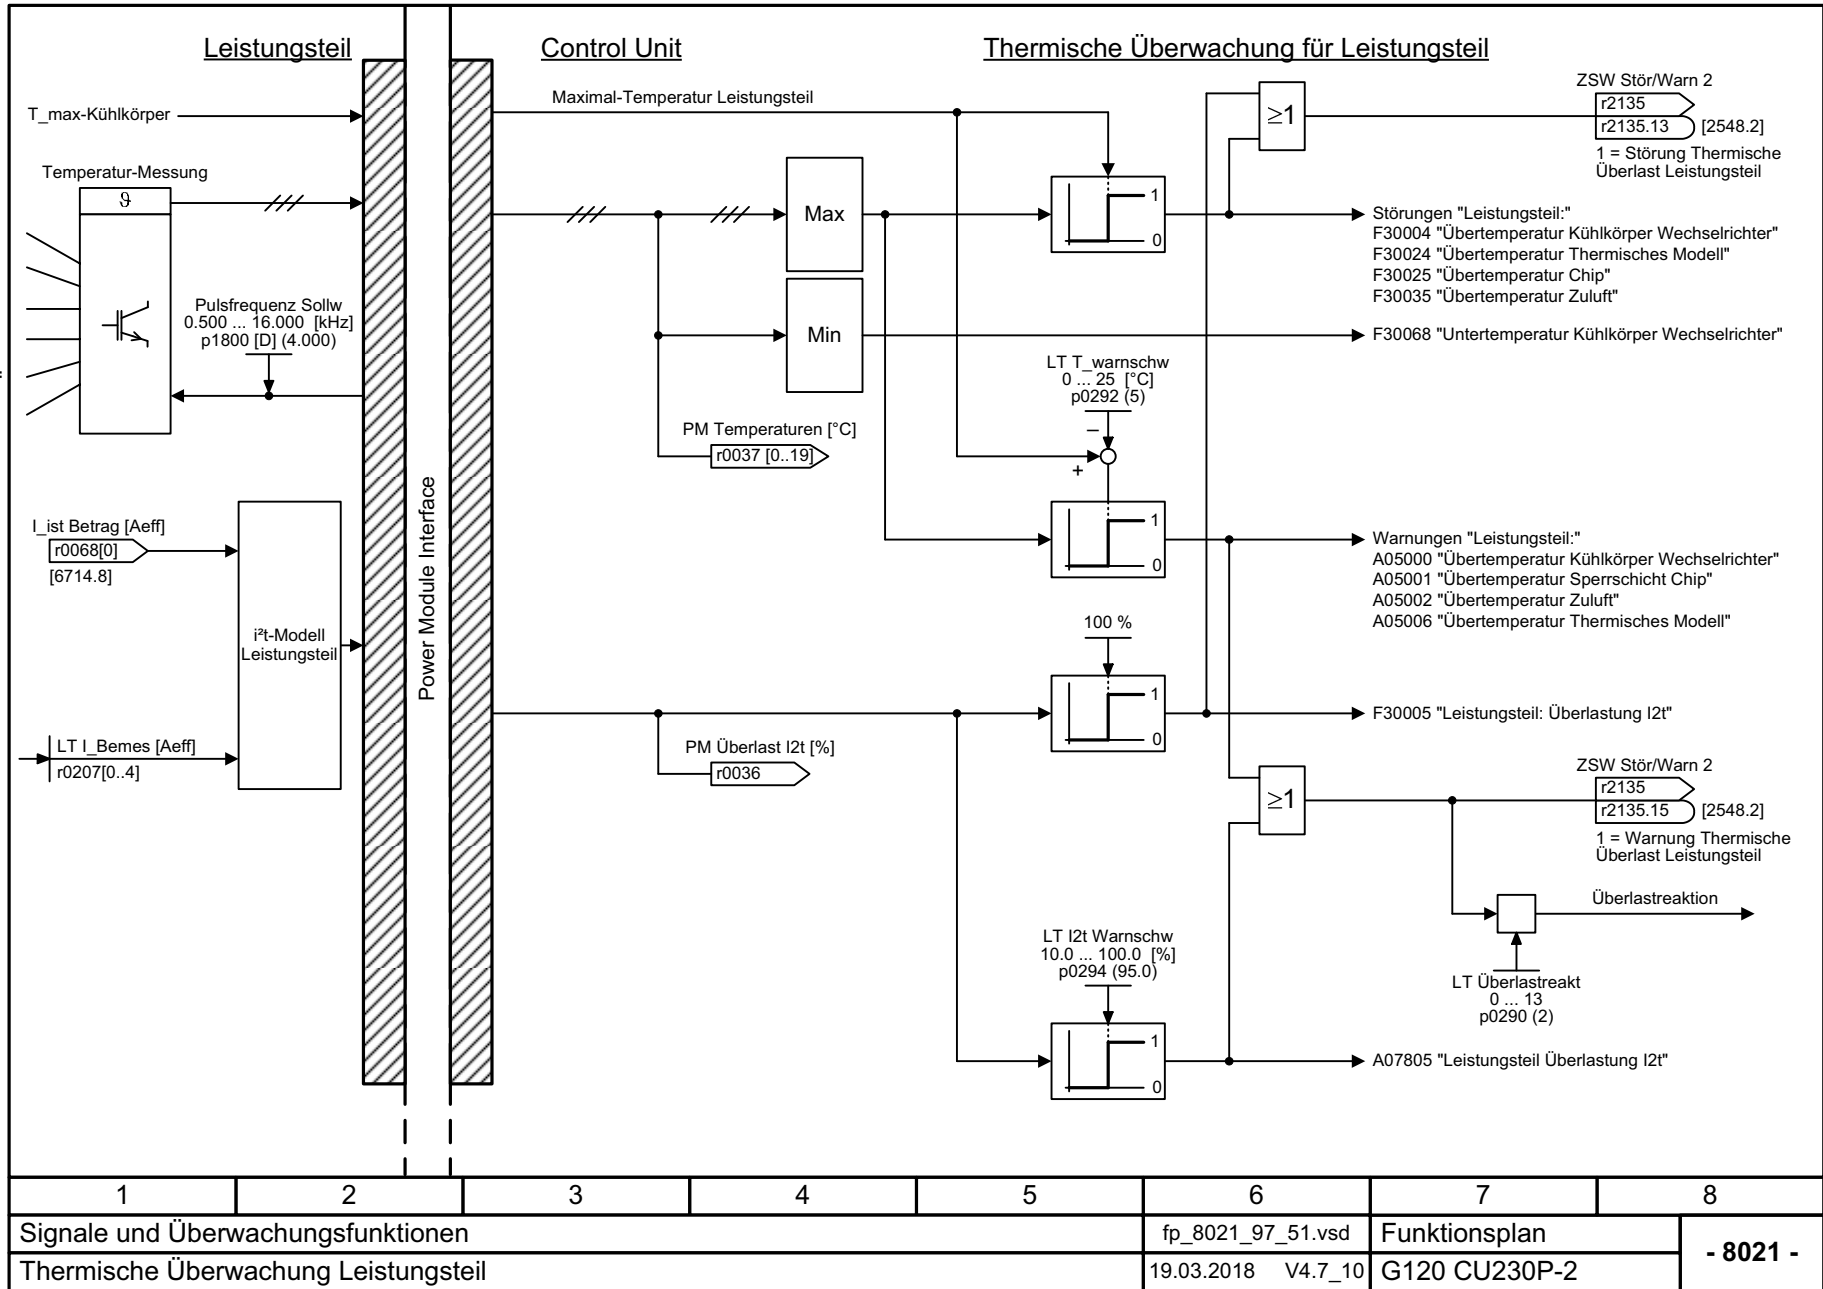 Leistungsteil
Control Unit
Thermische Überwachung für Leistungsteil
T_max-Kühlkörper
Temperatur-Messung
ϑ
Pulsfrequenz Sollw
0.500 ... 16.000 [kHz]
p1800 [D] (4.000)
I_ist Betrag [Aeff]
r0068[0]
[6714.8]
i²t-Modell
Leistungsteil
LT I_Bemes [Aeff]
r0207[0..4]
Power Module Interface
Maximal-Temperatur Leistungsteil
Max
Min
PM Temperaturen [°C]
r0037 [0..19]
PM Überlast I2t [%]
r0036
1
0
LT T_warnschw
0 ... 25 [°C]
p0292 (5)
–
+
1
0
100 %
1
0
LT I2t Warnschw
10.0 ... 100.0 [%]
p0294 (95.0)
1
0
≥1
≥1
ZSW Stör/Warn 2
r2135
r2135.13 [2548.2]
1 = Störung Thermische
Überlast Leistungsteil
Störungen "Leistungsteil:"
F30004 "Übertemperatur Kühlkörper Wechselrichter"
F30024 "Übertemperatur Thermisches Modell"
F30025 "Übertemperatur Chip"
F30035 "Übertemperatur Zuluft"
F30068 "Untertemperatur Kühlkörper Wechselrichter"
Warnungen "Leistungsteil:"
A05000 "Übertemperatur Kühlkörper Wechselrichter"
A05001 "Übertemperatur Sperrschicht Chip"
A05002 "Übertemperatur Zuluft"
A05006 "Übertemperatur Thermisches Modell"
F30005 "Leistungsteil: Überlastung I2t"
ZSW Stör/Warn 2
r2135
r2135.15 [2548.2]
1 = Warnung Thermische
Überlast Leistungsteil
Überlastreaktion
LT Überlastreakt
0 ... 13
p0290 (2)
A07805 "Leistungsteil Überlastung I2t"
1 2 3 4 5 6 7 8
Signale und Überwachungsfunktionen
fp_8021_97_51.vsd
Funktionsplan
- 8021 -
Thermische Überwachung Leistungsteil
19.03.2018 V4.7_10
G120 CU230P-2